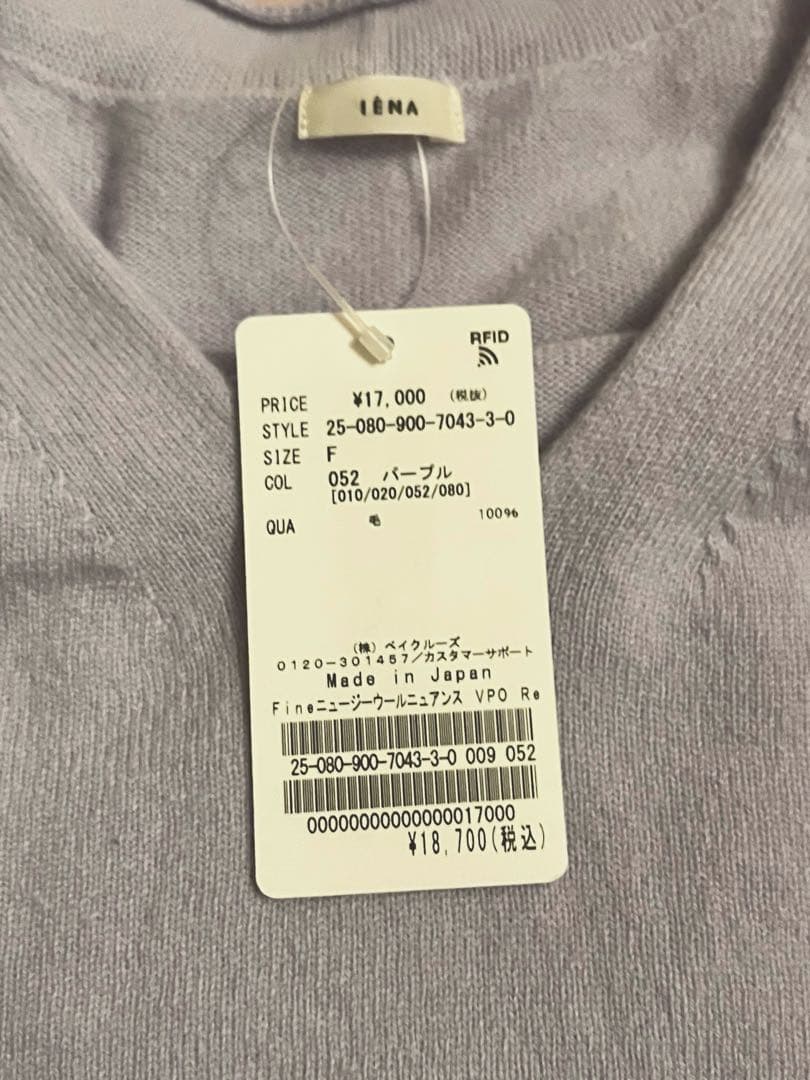 IÉNA
RFID
PRICE ¥17,000 (税抜)
STYLE 25-080-900-7043-3-0
SIZE F
COL 052 パープル
[010/020/052/080]
QUA 毛 100%
(株) ベイクルーズ
0120-301457/カスタマーサポート
Made in Japan
Fineニュージーウールニュアンス VPO Re
25-080-900-7043-3-0 009 052
00000000000000017000
¥18,700(税込)